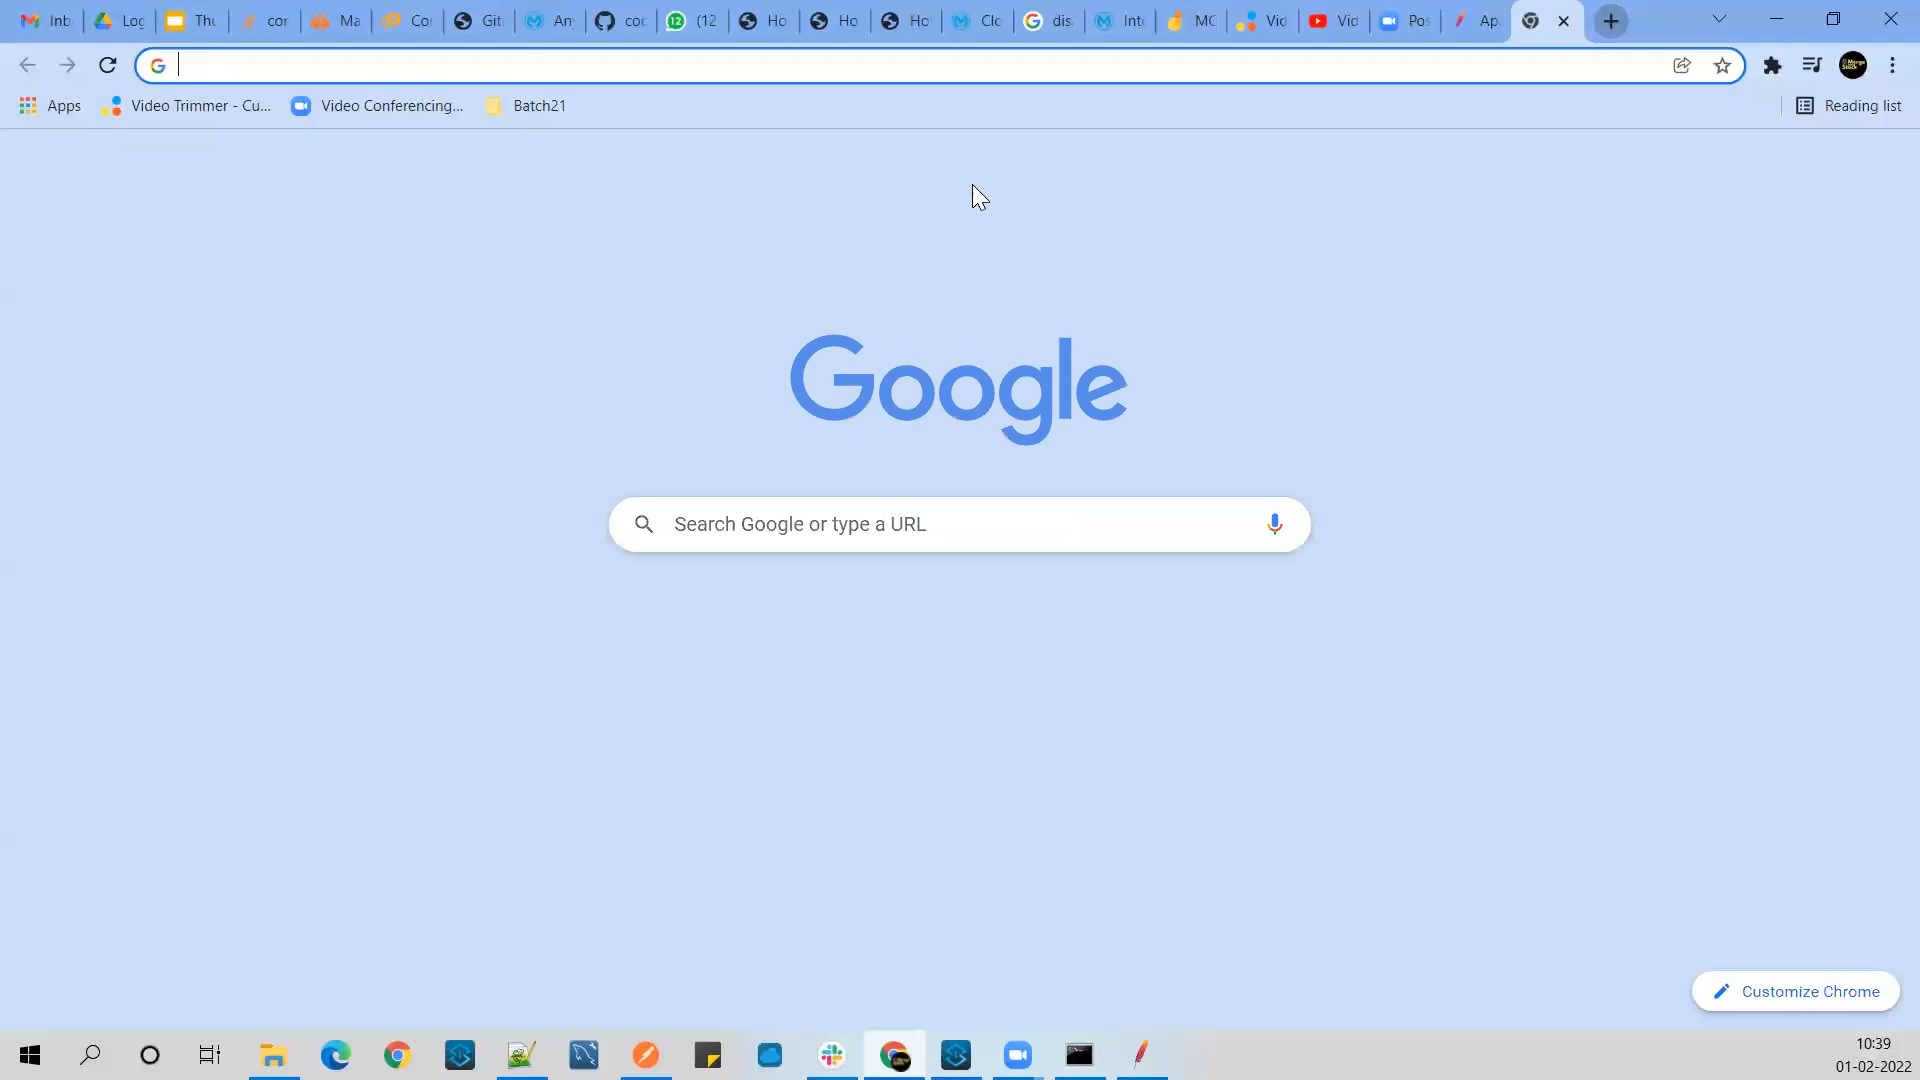 Inb
Log
Thu
cor
Ma
Co
Git
An
coc
12
(12
Ho
Ho
Ho
Clo
dis
Inte
MC
Vid
Vid
Pos
Ap
Apps
Video Trimmer - Cu...
Video Conferencing...
Batch21
Reading list
Google
Search Google or type a URL
Customize Chrome
10:39
01-02-2022